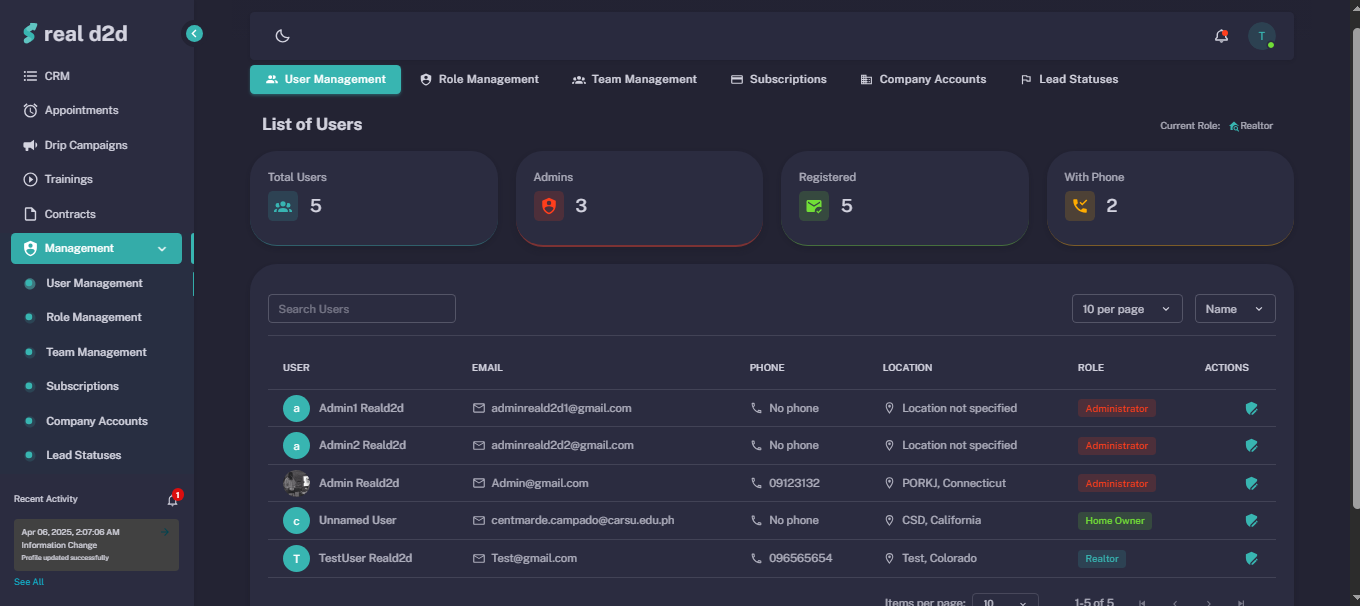 real d2d
CRM
Appointments
Drip Campaigns
Trainings
Contracts
Management
User Management
Role Management
Team Management
Subscriptions
Company Accounts
Lead Statuses
Recent Activity
1
Apr 06, 2025, 2:07:06 AM
Information Change
Profile updated successfully
See All
T
User Management Role Management Team Management Subscriptions Company Accounts Lead Statuses
List of Users
Current Role: Realtor
Total Users
5
Admins
3
Registered
5
With Phone
2
Search Users
10 per page
Name
USER EMAIL PHONE LOCATION ROLE ACTIONS
a Admin1 Reald2d adminreald2d1@gmail.com No phone Location not specified Administrator
a Admin2 Reald2d adminreald2d2@gmail.com No phone Location not specified Administrator
Admin Reald2d Admin@gmail.com 09123132 PORKJ, Connecticut Administrator
c Unnamed User centmarde.campado@carsu.edu.ph No phone CSD, California Home Owner
T TestUser Reald2d Test@gmail.com 096565654 Test, Colorado Realtor
Items per page: 10 1-5 of 5